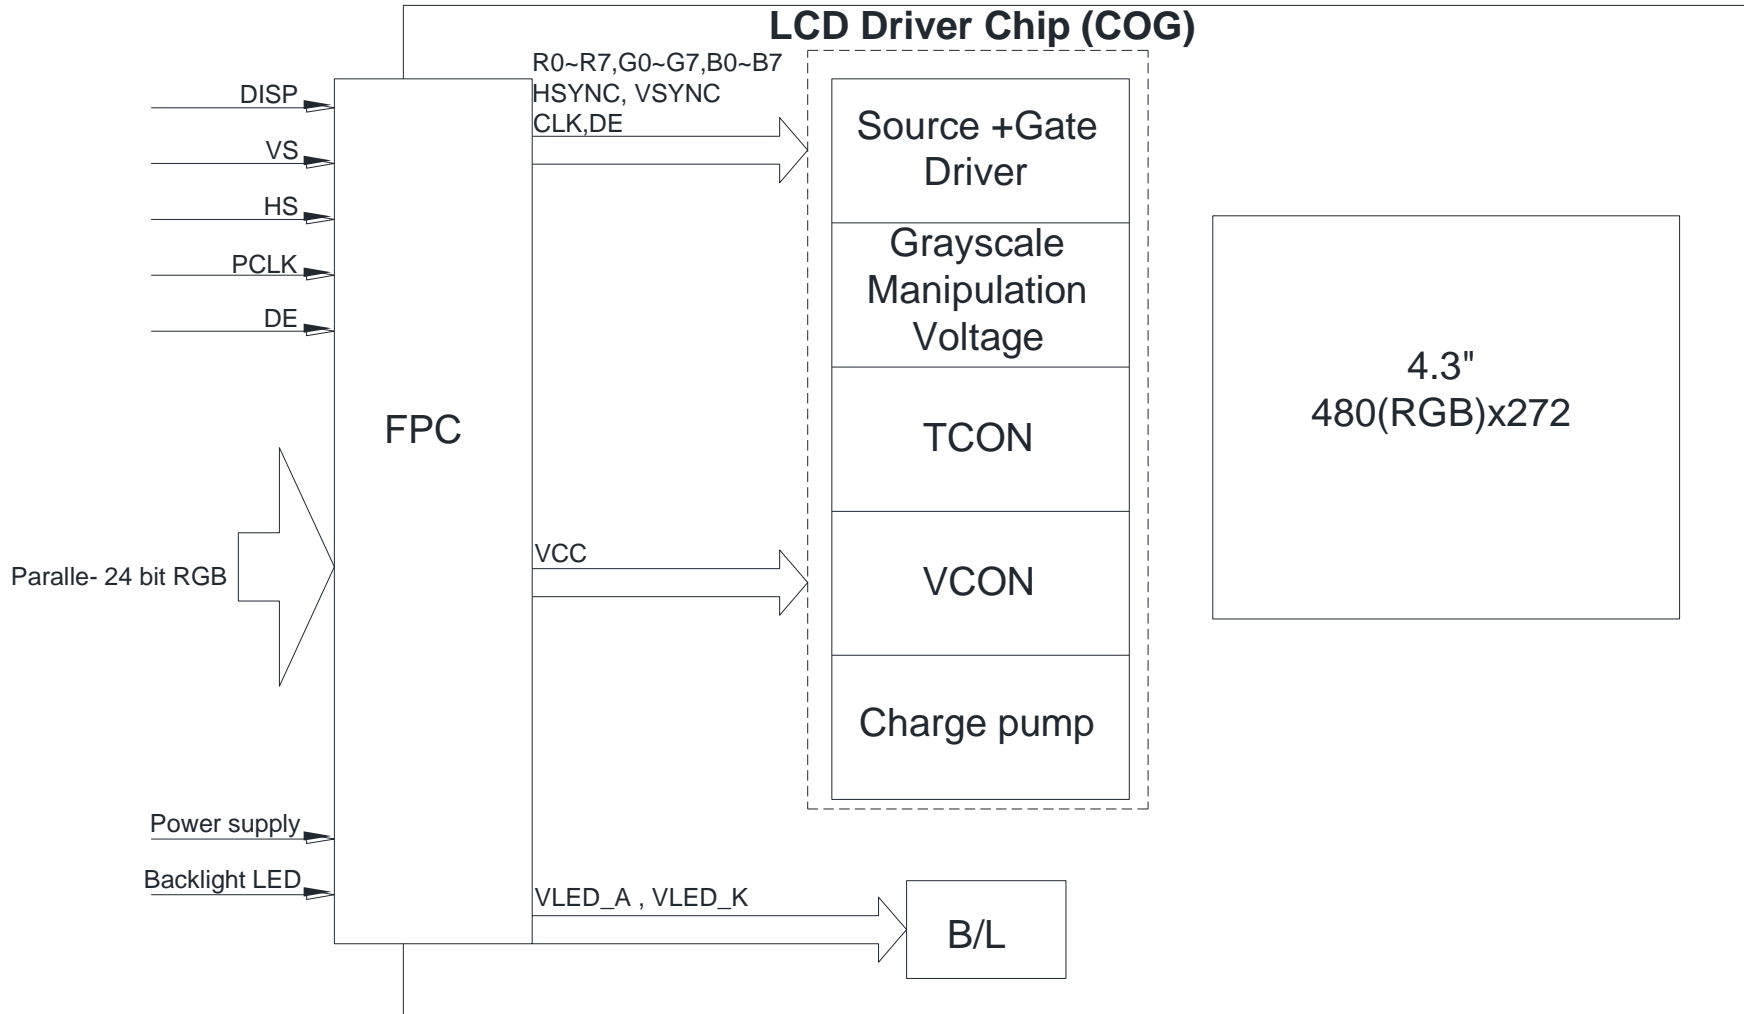 LCD Driver Chip (COG)
R0~R7,G0~G7,B0~B7
HSYNC, VSYNC
CLK,DE
DISP
VS
HS
PCLK
DE
FPC
Paralle- 24 bit RGB
Power supply
Backlight LED
VCC
VLED_A , VLED_K
Source +Gate
Driver
Grayscale
Manipulation
Voltage
TCON
VCON
Charge pump
B/L
4.3"
480(RGB)x272